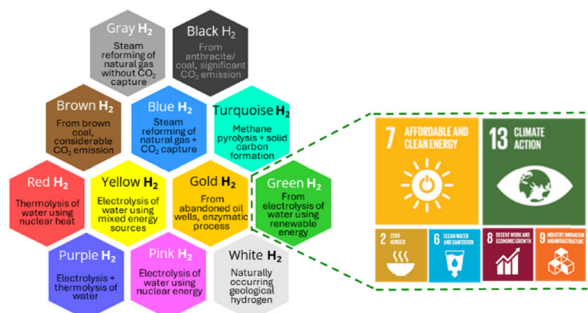 Gray H₂
Steam
reforming of
natural gas
without CO₂
capture
Black H₂
From
anthracite/
coal, significant
CO₂ emission
Brown H₂
From brown
coal,
considerable
CO₂ emission
Blue H₂
Steam
reforming of
natural gas +
CO₂ capture
Turquoise H₂
Methane
pyrolysis + solid
carbon
formation
Red H₂
Thermolysis of
water using
nuclear heat
Yellow H₂
Electrolysis of
water using
mixed energy
sources
Gold H₂
From
abandoned oil
wells, enzymatic
process
Green H₂
From
electrolysis of
water using
renewable
energy
Purple H₂
Electrolysis +
thermolysis of
water
Pink H₂
Electrolysis of
water using
nuclear energy
White H₂
Naturally
occurring
geological
hydrogen
7 AFFORDABLE AND
CLEAN ENERGY
13 CLIMATE
ACTION
2 ZERO
HUNGER
6 CLEAN WATER
AND SANITATION
8 DECENT WORK AND
ECONOMIC GROWTH
9 INDUSTRY, INNOVATION
AND INFRASTRUCTURE